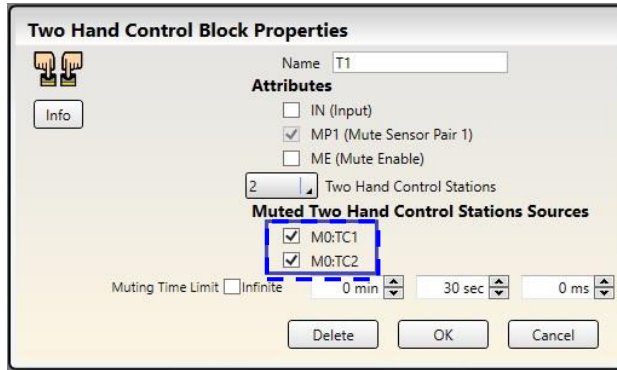 Two Hand Control Block Properties
Name T1
Attributes
Info
IN (Input)
MP1 (Mute Sensor Pair 1)
ME (Mute Enable)
2 Two Hand Control Stations
Muted Two Hand Control Stations Sources
M0:TC1
M0:TC2
Muting Time Limit Infinite 0 min 30 sec 0 ms
Delete OK Cancel